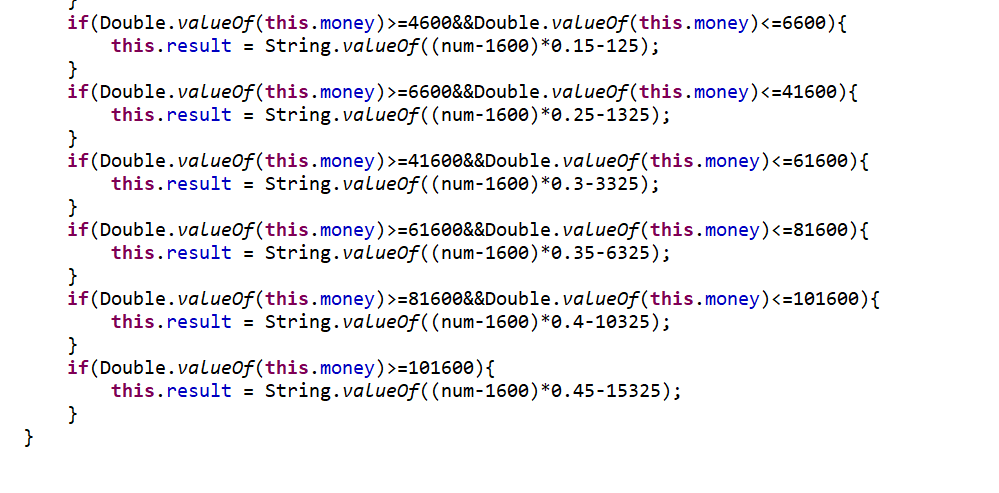 }
if(Double.valueOf(this.money)>=4600&&Double.valueOf(this.money)<=6600){
this.result = String.valueOf((num-1600)*0.15-125);
}
if(Double.valueOf(this.money)>=6600&&Double.valueOf(this.money)<=41600){
this.result = String.valueOf((num-1600)*0.25-1325);
}
if(Double.valueOf(this.money)>=41600&&Double.valueOf(this.money)<=61600){
this.result = String.valueOf((num-1600)*0.3-3325);
}
if(Double.valueOf(this.money)>=61600&&Double.valueOf(this.money)<=81600){
this.result = String.valueOf((num-1600)*0.35-6325);
}
if(Double.valueOf(this.money)>=81600&&Double.valueOf(this.money)<=101600){
this.result = String.valueOf((num-1600)*0.4-10325);
}
if(Double.valueOf(this.money)>=101600){
this.result = String.valueOf((num-1600)*0.45-15325);
}
}